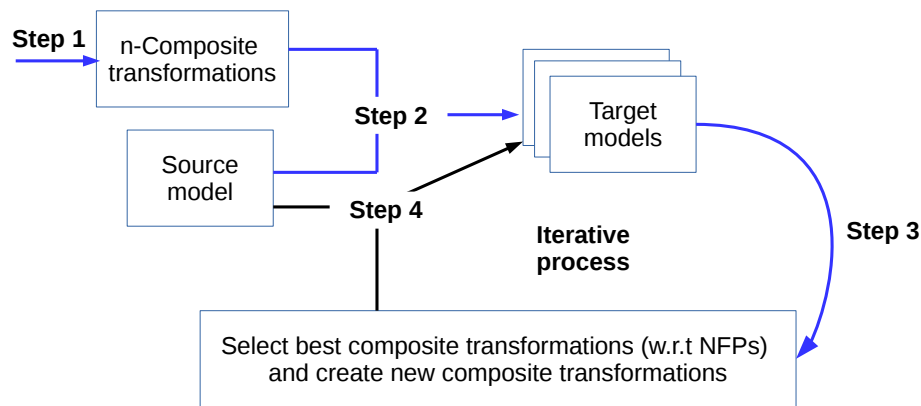 Step 1
n-Composite
transformations
Step 2
Target
models
Source
model
Step 4
Step 3
Iterative
process
Select best composite transformations (w.r.t NFPs)
and create new composite transformations